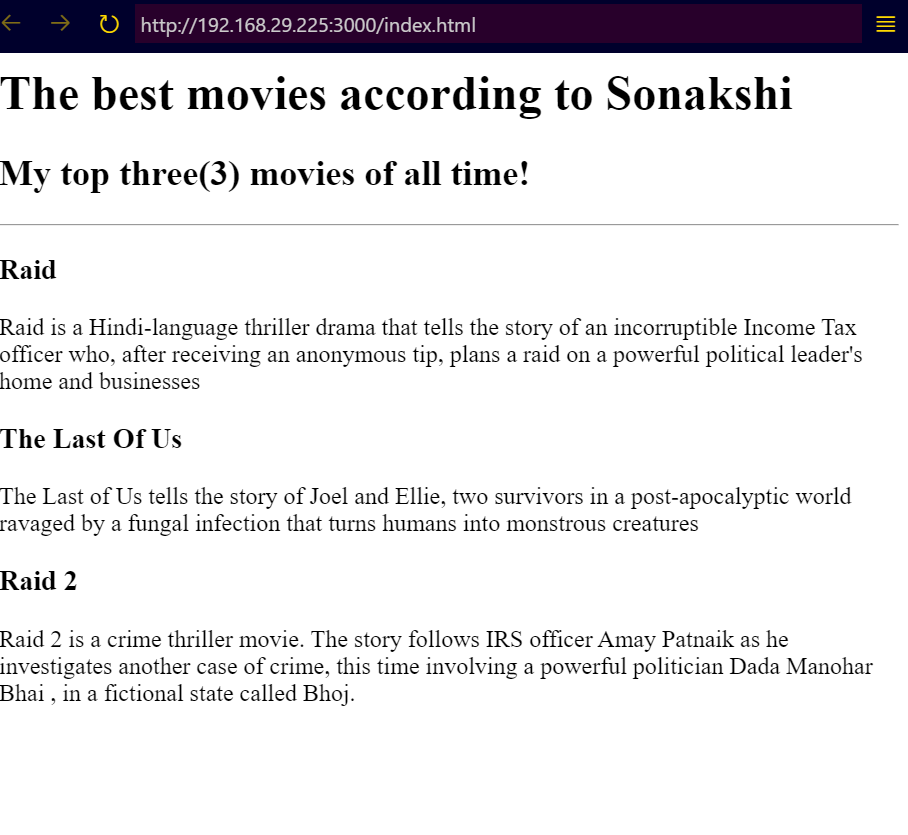 http://192.168.29.225:3000/index.html
The best movies according to Sonakshi
My top three(3) movies of all time!
Raid
Raid is a Hindi-language thriller drama that tells the story of an incorruptible Income Tax
officer who, after receiving an anonymous tip, plans a raid on a powerful political leader's
home and businesses
The Last Of Us
The Last of Us tells the story of Joel and Ellie, two survivors in a post-apocalyptic world
ravaged by a fungal infection that turns humans into monstrous creatures
Raid 2
Raid 2 is a crime thriller movie. The story follows IRS officer Amay Patnaik as he
investigates another case of crime, this time involving a powerful politician Dada Manohar
Bhai , in a fictional state called Bhoj.